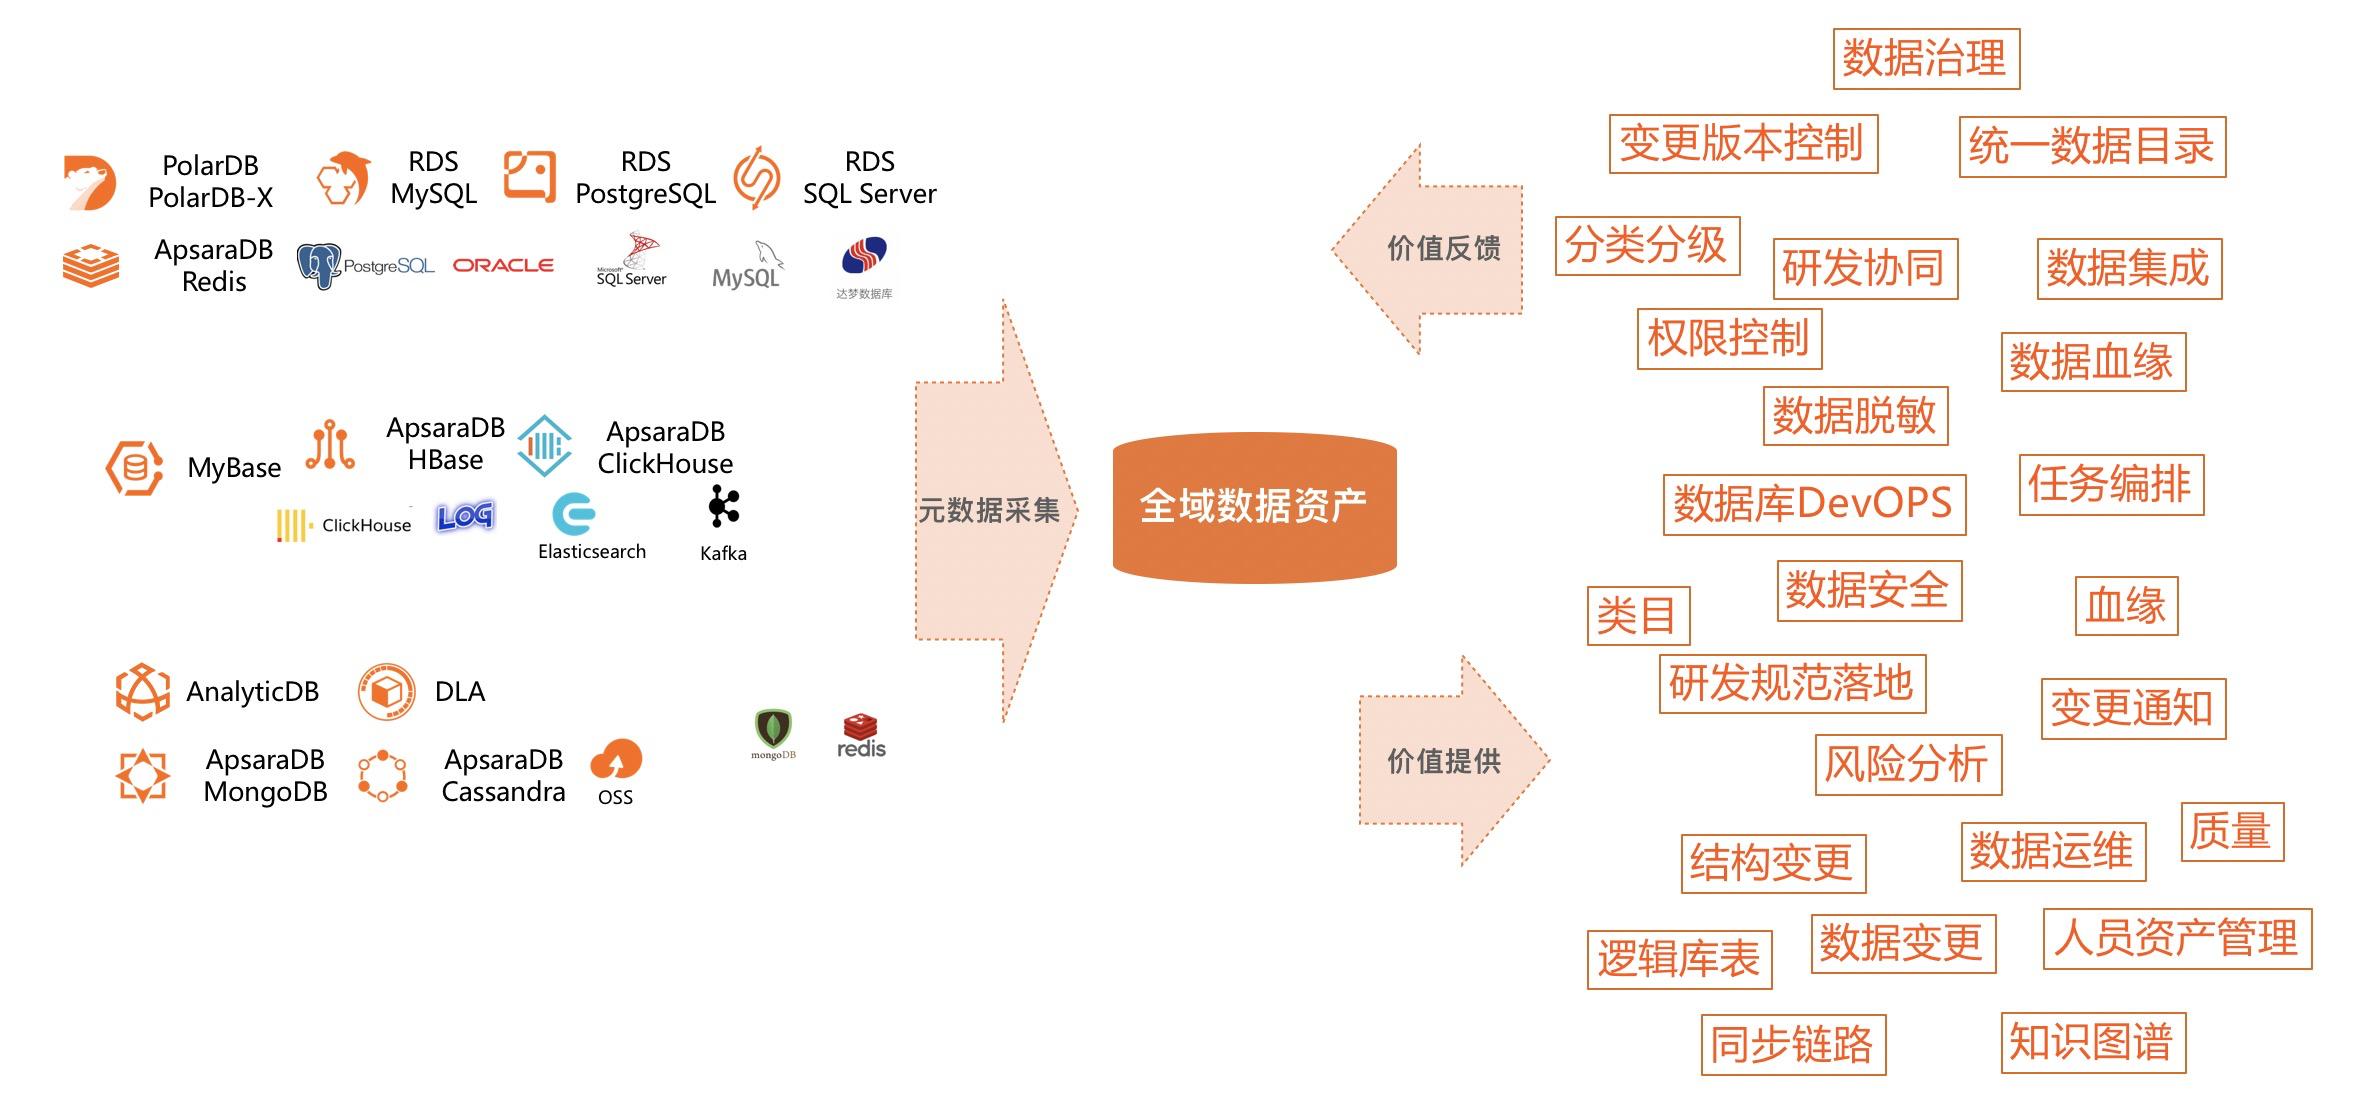 PolarDB
PolarDB-X
RDS
MySQL
RDS
PostgreSQL
RDS
SQL Server
ApsaraDB
Redis
PostgreSQL
ORACLE
Microsoft
SQL Server
MySQL
达梦数据库
MyBase
ApsaraDB
HBase
ApsaraDB
ClickHouse
ClickHouse
LOG
Elasticsearch
Kafka
AnalyticDB
DLA
ApsaraDB
MongoDB
ApsaraDB
Cassandra
OSS
mongoDB
redis
元数据采集
全域数据资产
价值反馈
价值提供
数据治理
变更版本控制
统一数据目录
分类分级
研发协同
数据集成
权限控制
数据血缘
数据脱敏
任务编排
数据库DevOPS
数据安全
类目
血缘
研发规范落地
变更通知
风险分析
质量
结构变更
数据运维
人员资产管理
逻辑库表
数据变更
同步链路
知识图谱